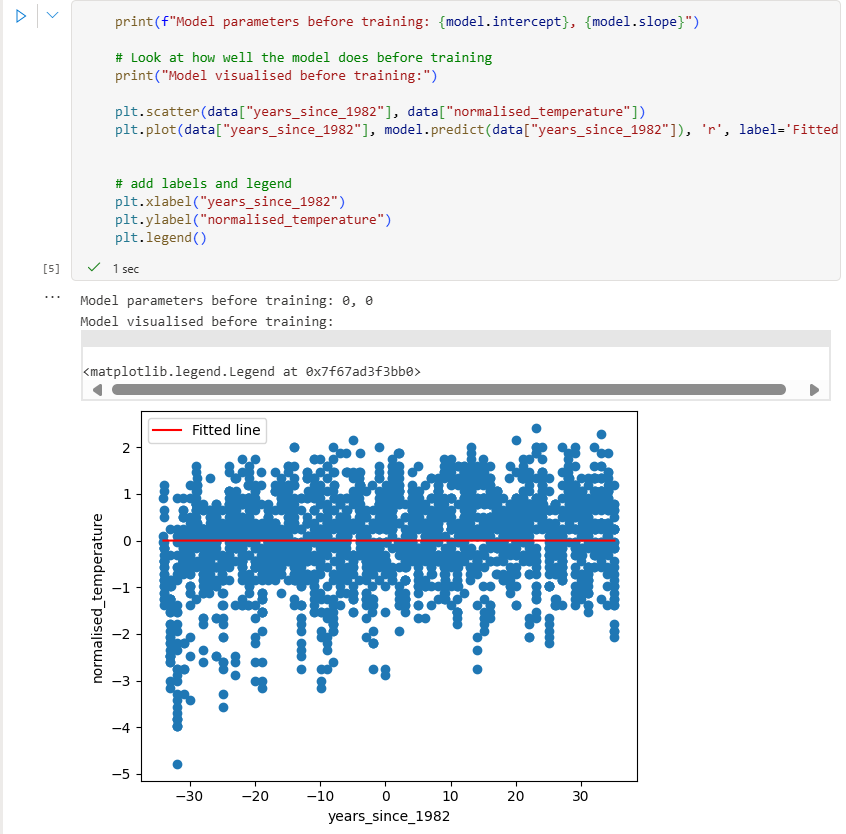 print(f"Model parameters before training: {model.intercept}, {model.slope}")
# Look at how well the model does before training
print("Model visualised before training:")
plt.scatter(data["years_since_1982"], data["normalised_temperature"])
plt.plot(data["years_since_1982"], model.predict(data["years_since_1982"]), 'r', label='Fitted
# add labels and legend
plt.xlabel("years_since_1982")
plt.ylabel("normalised_temperature")
plt.legend()
[5]
1 sec
...
Model parameters before training: 0, 0
Model visualised before training:
<matplotlib.legend.Legend at 0x7f67ad3f3bb0>
Fitted line
2
1
0
−1
−2
−3
−4
−5
normalised_temperature
−30 −20 −10 0 10 20 30
years_since_1982